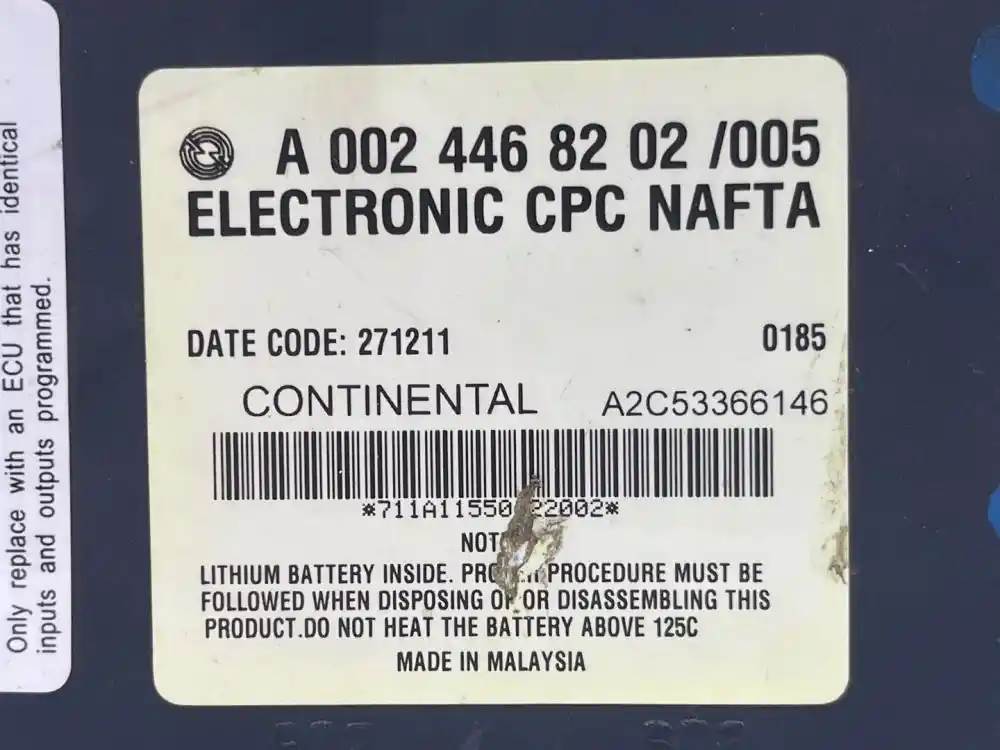 Only replace with an ECU that has identical
inputs and outputs programmed.
A 002 446 82 02 /005
ELECTRONIC CPC NAFTA
DATE CODE: 271211
0185
CONTINENTAL A2C53366146
NOTE
LITHIUM BATTERY INSIDE. PROCEDURE MUST BE
FOLLOWED WHEN DISPOSING OF OR DISASSEMBLING THIS
PRODUCT.DO NOT HEAT THE BATTERY ABOVE 125C
MADE IN MALAYSIA